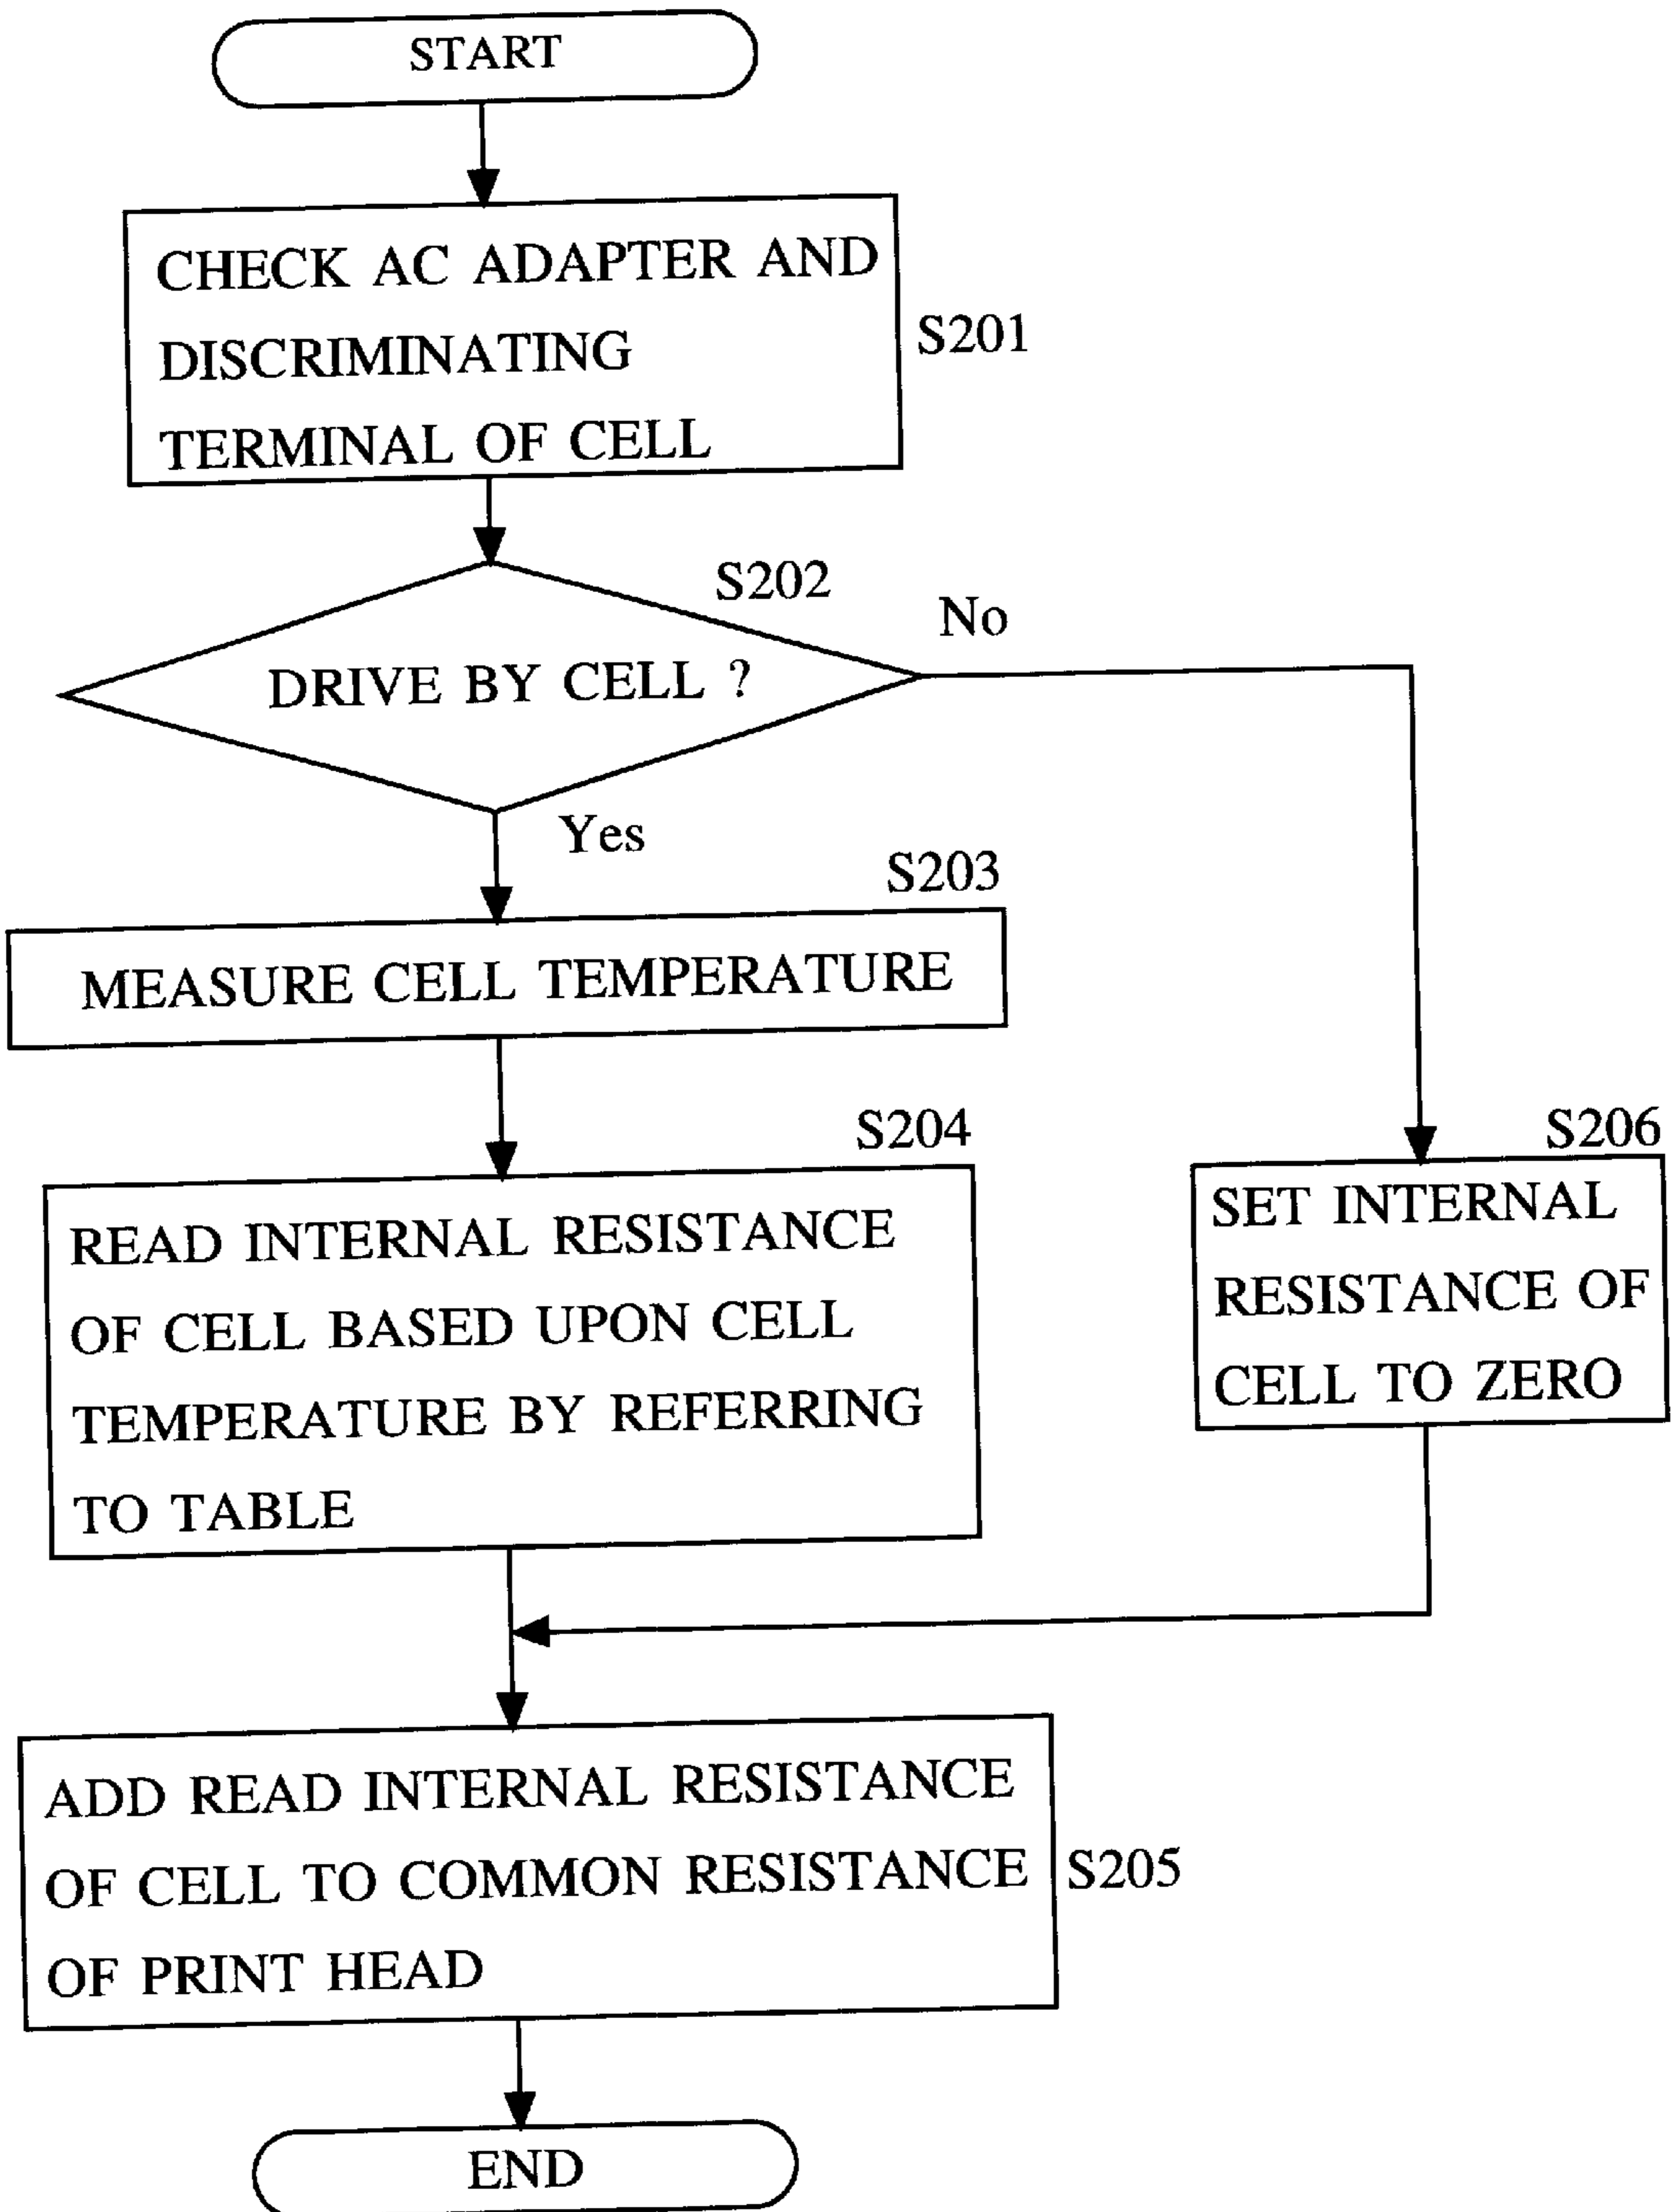 START
CHECK AC ADAPTER AND
DISCRIMINATING
TERMINAL OF CELL
S201
S202
DRIVE BY CELL ?
No
Yes
S203
MEASURE CELL TEMPERATURE
S204
READ INTERNAL RESISTANCE
OF CELL BASED UPON CELL
TEMPERATURE BY REFERRING
TO TABLE
S206
SET INTERNAL
RESISTANCE OF
CELL TO ZERO
ADD READ INTERNAL RESISTANCE
OF CELL TO COMMON RESISTANCE
OF PRINT HEAD
S205
END